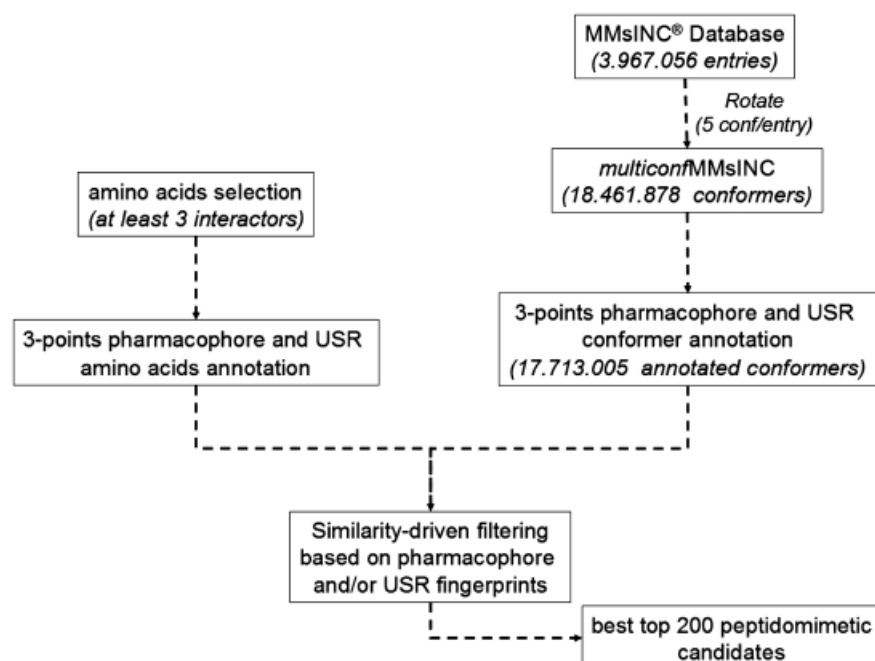 MMsINC® Database
(3.967.056 entries)
Rotate
(5 conf/entry)
multiconfMMsINC
(18.461.878 conformers)
amino acids selection
(at least 3 interactors)
3-points pharmacophore and USR
amino acids annotation
3-points pharmacophore and USR
conformer annotation
(17.713.005 annotated conformers)
Similarity-driven filtering
based on pharmacophore
and/or USR fingerprints
best top 200 peptidomimetic
candidates